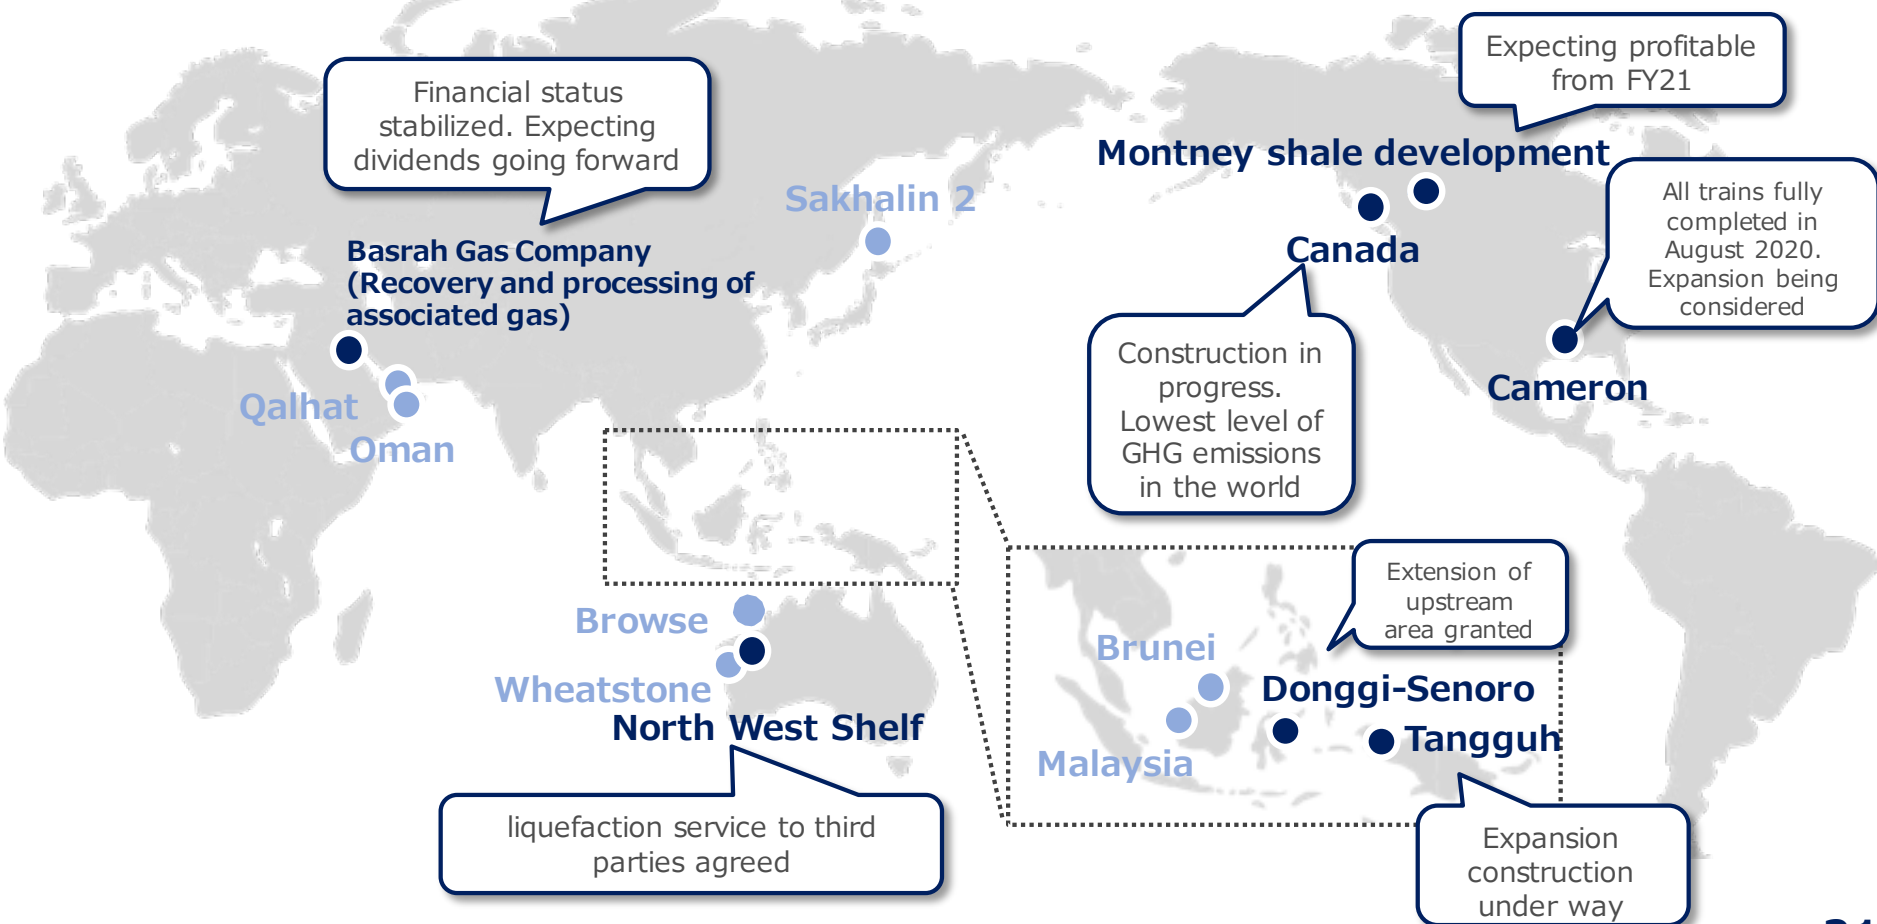 Expecting profitable
from FY21
Financial status
stabilized. Expecting
dividends going forward
Montney shale development
Sakhalin 2
All trains fully
completed in
August 2020.
Expansion being
considered
Basrah Gas Company
(Recovery and processing of
associated gas)
Canada
Construction in
progress.
Lowest level of
GHG emissions
in the world
Cameron
Qalhat
Oman
Extension of
upstream
area granted
Browse
Brunei
Wheatstone
Donggi-Senoro
North West Shelf
Tangguh
Malaysia
liquefaction service to third
parties agreed
Expansion
construction
under way